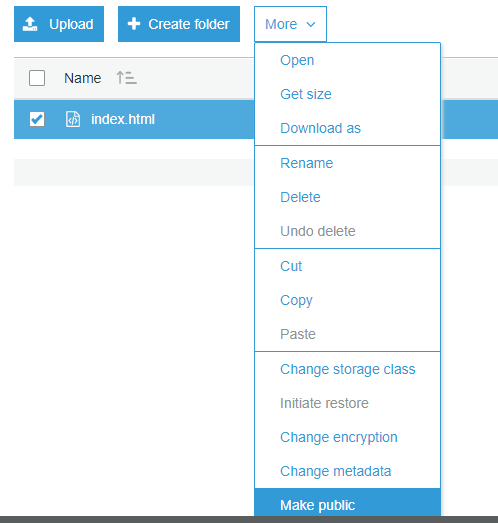 Upload Create folder More
Open
Name
Get size
index.html
Download as
Rename
Delete
Undo delete
Cut
Copy
Paste
Change storage class
Initiate restore
Change encryption
Change metadata
Make public